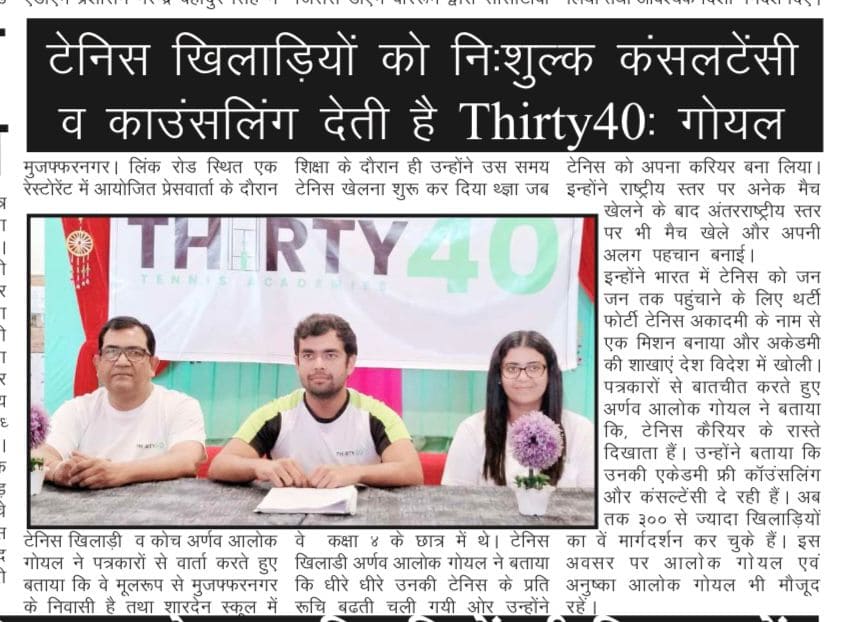 टेनिस खिलाड़ियों को निःशुल्क कंसलटेंसी
व काउंसलिंग देती है Thirty40: गोयल
मुजफ्फरनगर। लिंक रोड स्थित एक
रेस्टोरेंट में आयोजित प्रेसवार्ता के दौरान
THIRTY40
TENNIS ACADEMIES
THIRTY40
THIRTY40
टेनिस खिलाड़ी व कोच अर्णव आलोक
गोयल ने पत्रकारों से वार्ता करते हुए
बताया कि वे मूलरूप से मुजफ्फरनगर
के निवासी है तथा शारदेन स्कूल में
शिक्षा के दौरान ही उन्होंने उस समय
टेनिस खेलना शुरू कर दिया थ्जा जब
वे कक्षा ४ के छात्र में थे। टेनिस
खिलाडी अर्णव आलोक गोयल ने बताया
कि धीरे धीरे उनकी टेनिस के प्रति
रूचि बढती चली गयी ओर उन्होंने
टेनिस को अपना करियर बना लिया।
इन्होंने राष्ट्रीय स्तर पर अनेक मैच
खेलने के बाद अंतरराष्ट्रीय स्तर
पर भी मैच खेले और अपनी
अलग पहचान बनाई।
इन्होंने भारत में टेनिस को जन
जन तक पहुंचाने के लिए थर्टी
फोर्टी टेनिस अकादमी के नाम से
एक मिशन बनाया और अकेडमी
की शाखाएं देश विदेश में खोली।
पत्रकारों से बातचीत करते हुए
अर्णव आलोक गोयल ने बताया
कि, टेनिस कैरियर के रास्ते
दिखाता हैं। उन्होंने बताया कि
उनकी एकेडमी फ्री कॉउंसलिंग
और कंसल्टेंसी दे रही हैं। अब
तक ३०० से ज्यादा खिलाड़ियों
का वें मार्गदर्शन कर चुके हैं। इस
अवसर पर आलोक गोयल एवं
अनुष्का आलोक गोयल भी मौजूद
रहें।